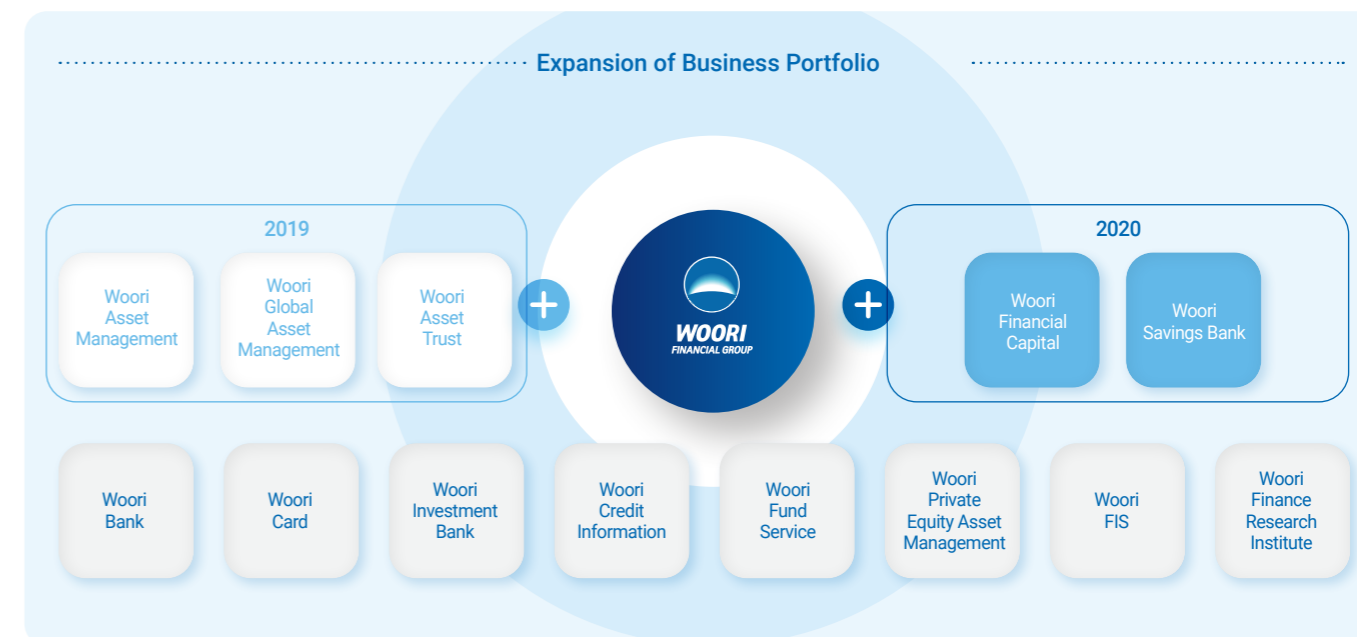 Expansion of Business Portfolio
2019
Woori
Asset
Management
Woori
Global
Asset
Management
Woori
Asset
Trust
WOORI
FINANCIAL GROUP
2020
Woori
Financial
Capital
Woori
Savings Bank
Woori
Bank
Woori
Card
Woori
Investment
Bank
Woori
Credit
Information
Woori
Fund
Service
Woori
Private
Equity Asset
Management
Woori
FIS
Woori
Finance
Research
Institute